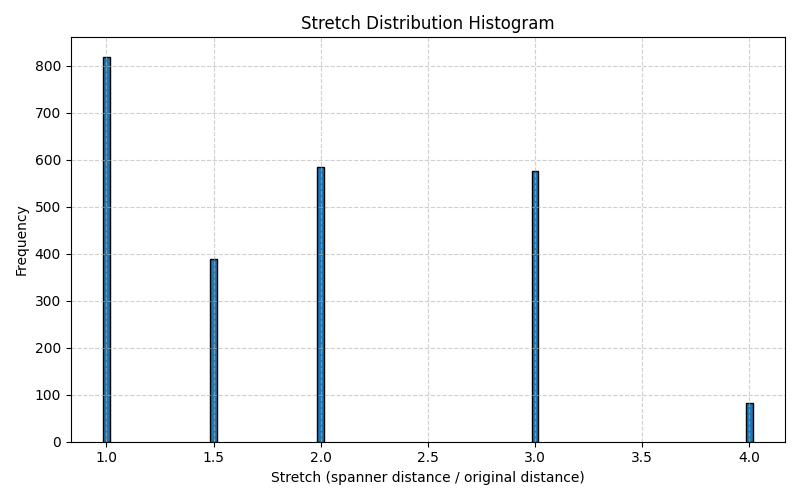 Stretch Distribution Histogram
Frequency
800
700
600
500
400
300
200
100
0
1.0 1.5 2.0 2.5 3.0 3.5 4.0
Stretch (spanner distance / original distance)